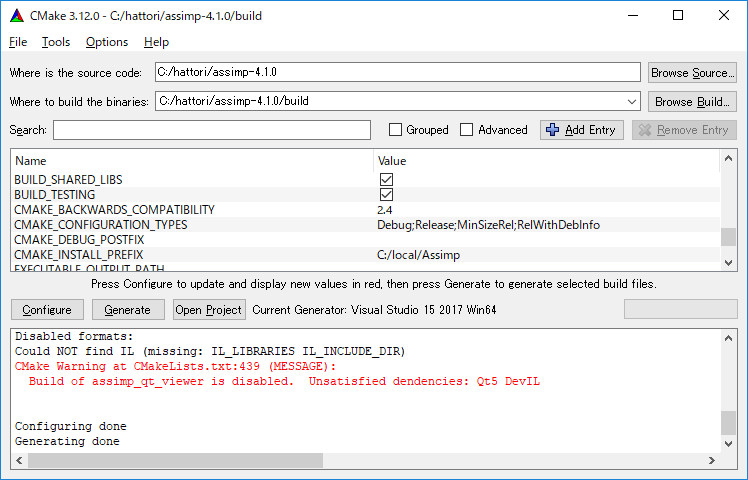 CMake 3.12.0 - C:/hattori/assimp-4.1.0/build
File Tools Options Help
Where is the source code: C:/hattori/assimp-4.1.0 Browse Source...
Where to build the binaries: C:/hattori/assimp-4.1.0/build Browse Build...
Search: Grouped Advanced Add Entry Remove Entry
Name Value
BUILD_SHARED_LIBS
BUILD_TESTING
CMAKE_BACKWARDS_COMPATIBILITY 2.4
CMAKE_CONFIGURATION_TYPES Debug;Release;MinSizeRel;RelWithDebInfo
CMAKE_DEBUG_POSTFIX
CMAKE_INSTALL_PREFIX C:/local/Assimp
EXECUTABLE_OUTPUT_PATH
Press Configure to update and display new values in red, then press Generate to generate selected build files.
Configure Generate Open Project Current Generator: Visual Studio 15 2017 Win64
Disabled formats:
Could NOT find IL (missing: IL_LIBRARIES IL_INCLUDE_DIR)
CMake Warning at CMakeLists.txt:439 (MESSAGE):
Build of assimp_qt_viewer is disabled. Unsatisfied dendencies: Qt5 DevIL
Configuring done
Generating done